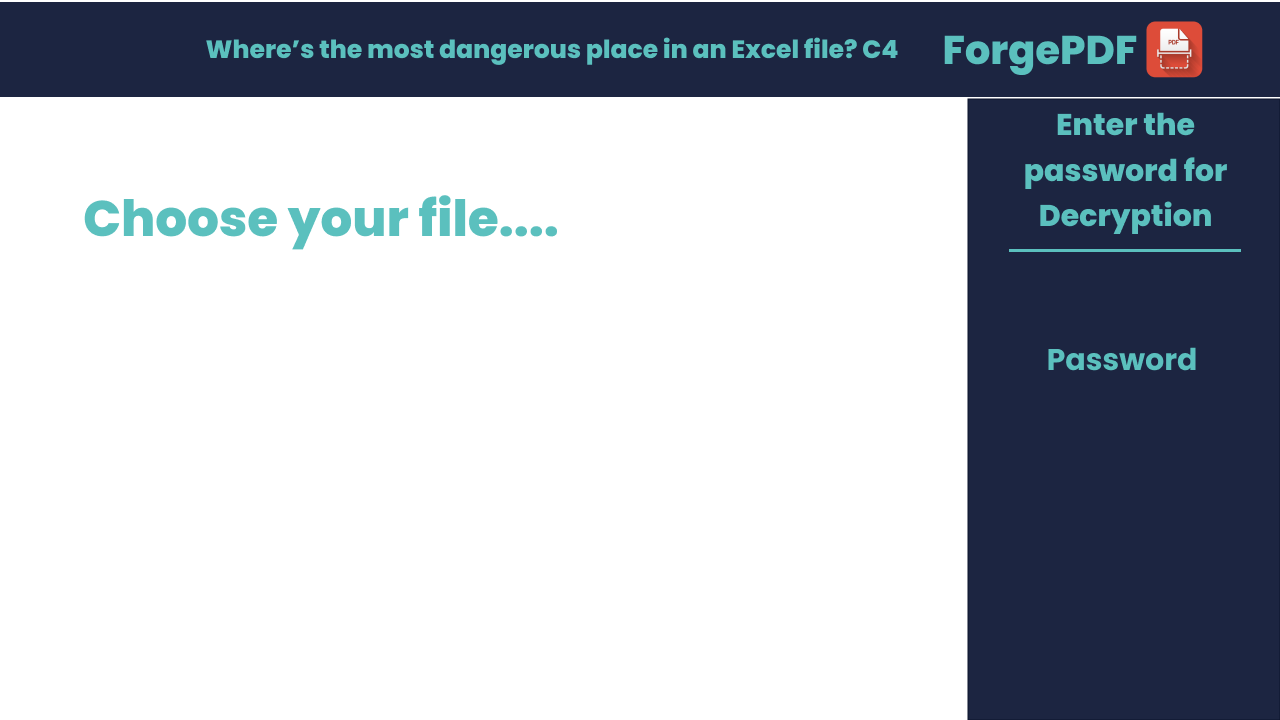 Where’s the most dangerous place in an Excel file? C4
ForgePDF
PDF
Enter the
password for
Decryption
Choose your file....
Password